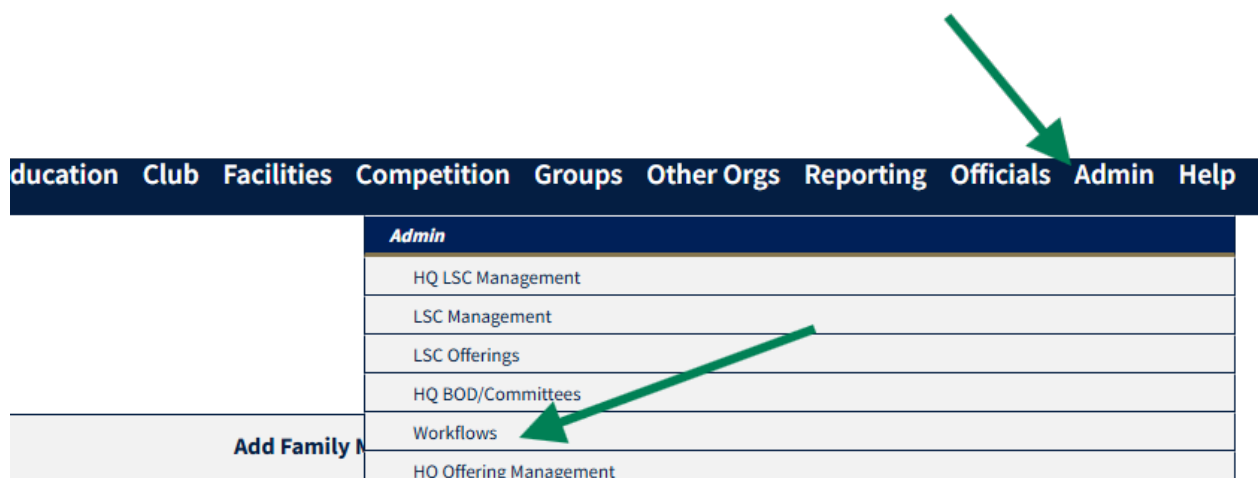 ducation Club Facilities Competition Groups Other Orgs Reporting Officials Admin Help
Admin
HQ LSC Management
LSC Management
LSC Offerings
HQ BOD/Committees
Workflows
Add Family
HQ Offering Management